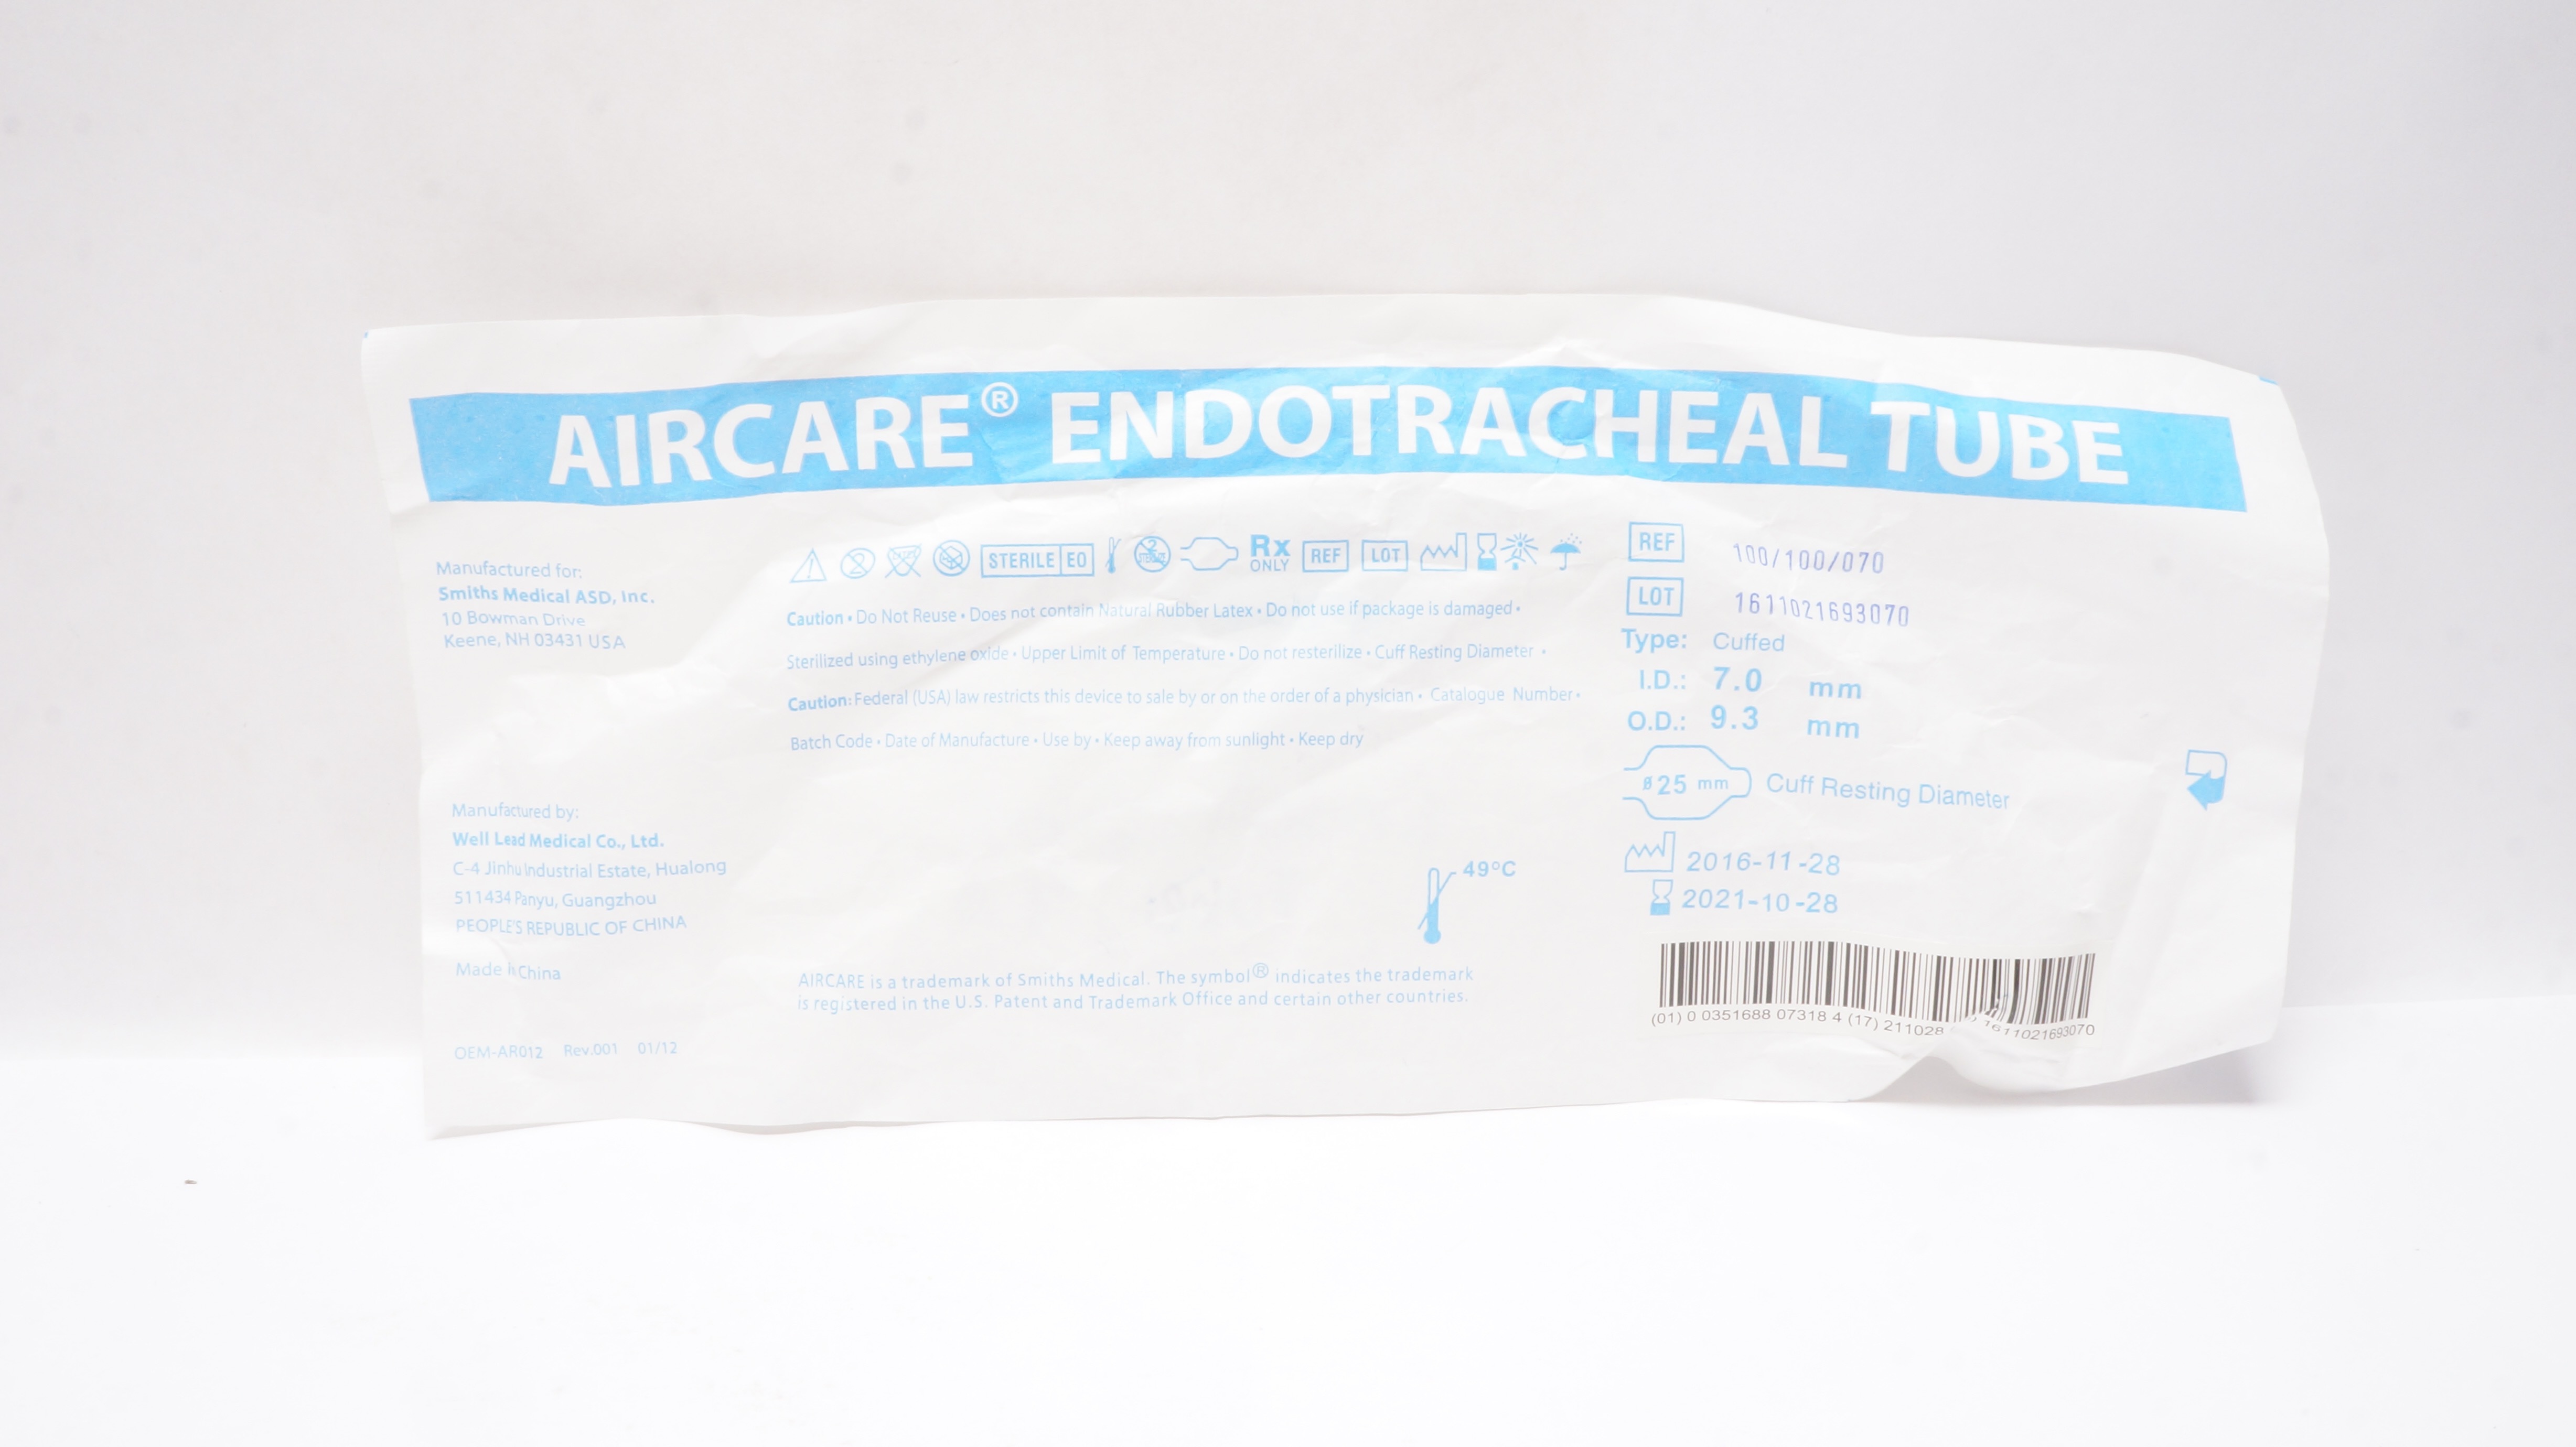 AIRCARE® ENDOTRACHEAL TUBE
Manufactured for:
Smiths Medical ASD, Inc.
10 Bowman Drive
Keene, NH 03431 USA
Manufactured by:
Well Lead Medical Co., Ltd.
C-4 Jinhu Industrial Estate, Hualong
511434 Panyu, Guangzhou
PEOPLE'S REPUBLIC OF CHINA
Made In China
OEM-AR012 Rev.001 01/12
2 LATEX STERILE EO 2 STERILIZE Rx ONLY REF LOT
Caution • Do Not Reuse • Does not contain Natural Rubber Latex • Do not use if package is damaged •
Sterilized using ethylene oxide • Upper Limit of Temperature • Do not resterilize • Cuff Resting Diameter •
Caution: Federal (USA) law restricts this device to sale by or on the order of a physician • Catalogue Number •
Batch Code • Date of Manufacture • Use by • Keep away from sunlight • Keep dry
49°C
AIRCARE is a trademark of Smiths Medical. The symbol ® indicates the trademark
is registered in the U.S. Patent and Trademark Office and certain other countries.
REF 100/100/070
LOT 1611021693070
Type: Cuffed
I.D.: 7.0 mm
O.D.: 9.3 mm
ø25 mm Cuff Resting Diameter
2016-11-28
2021-10-28
(01) 0 0351688 07318 4 (17) 211028 1611021693070